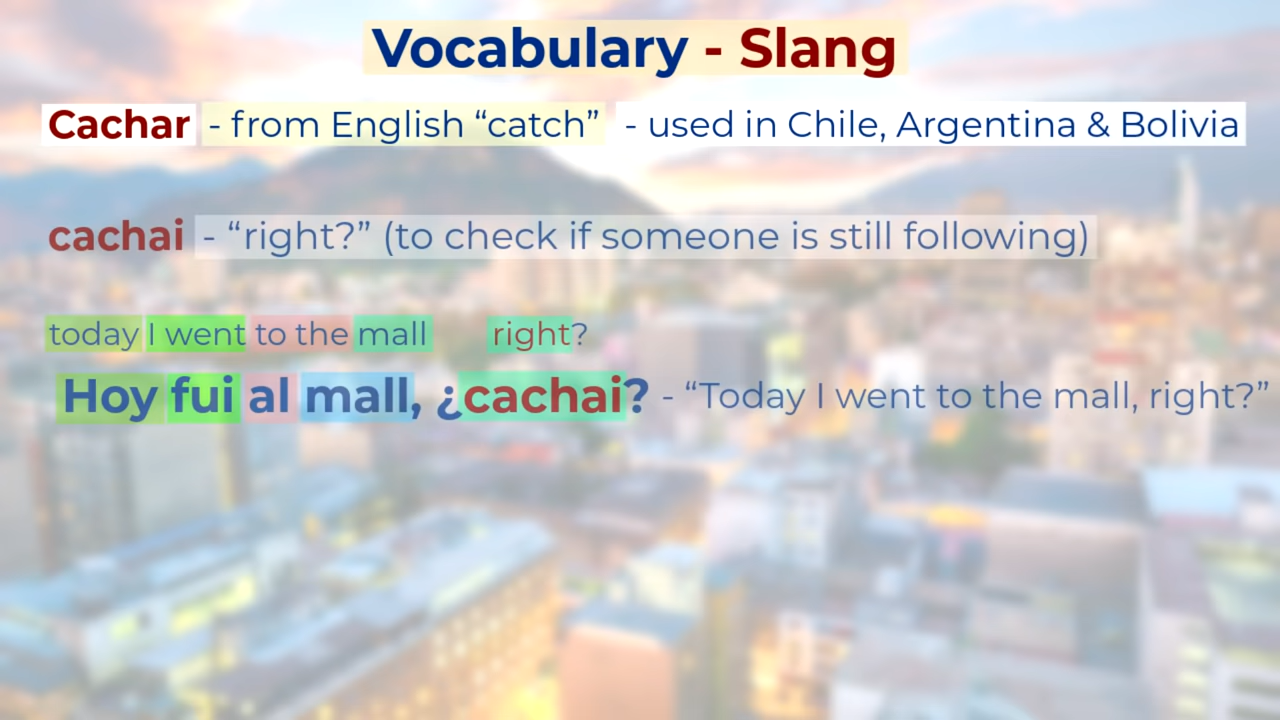 Vocabulary - Slang
Cachar - from English “catch” - used in Chile, Argentina & Bolivia
cachai - “right?” (to check if someone is still following)
today I went to the mall right?
Hoy fui al mall, ¿cachai? - “Today I went to the mall, right?”